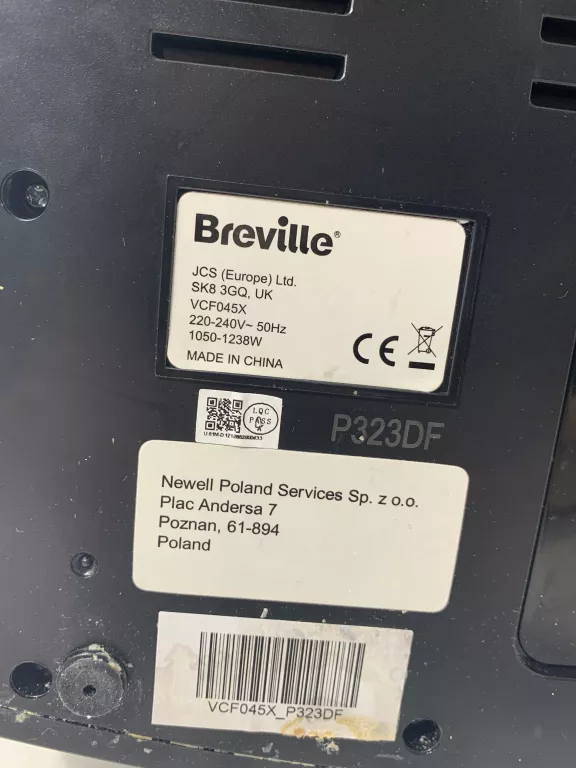 Breville®
JCS (Europe) Ltd.
SK8 3GQ, UK
VCF045X
220-240V~ 50Hz
1050-1238W
MADE IN CHINA
CE
LQC
PASS
P323DF
Newell Poland Services Sp. z o.o.
Plac Andersa 7
Poznan, 61-894
Poland
VCF045X_P323DF